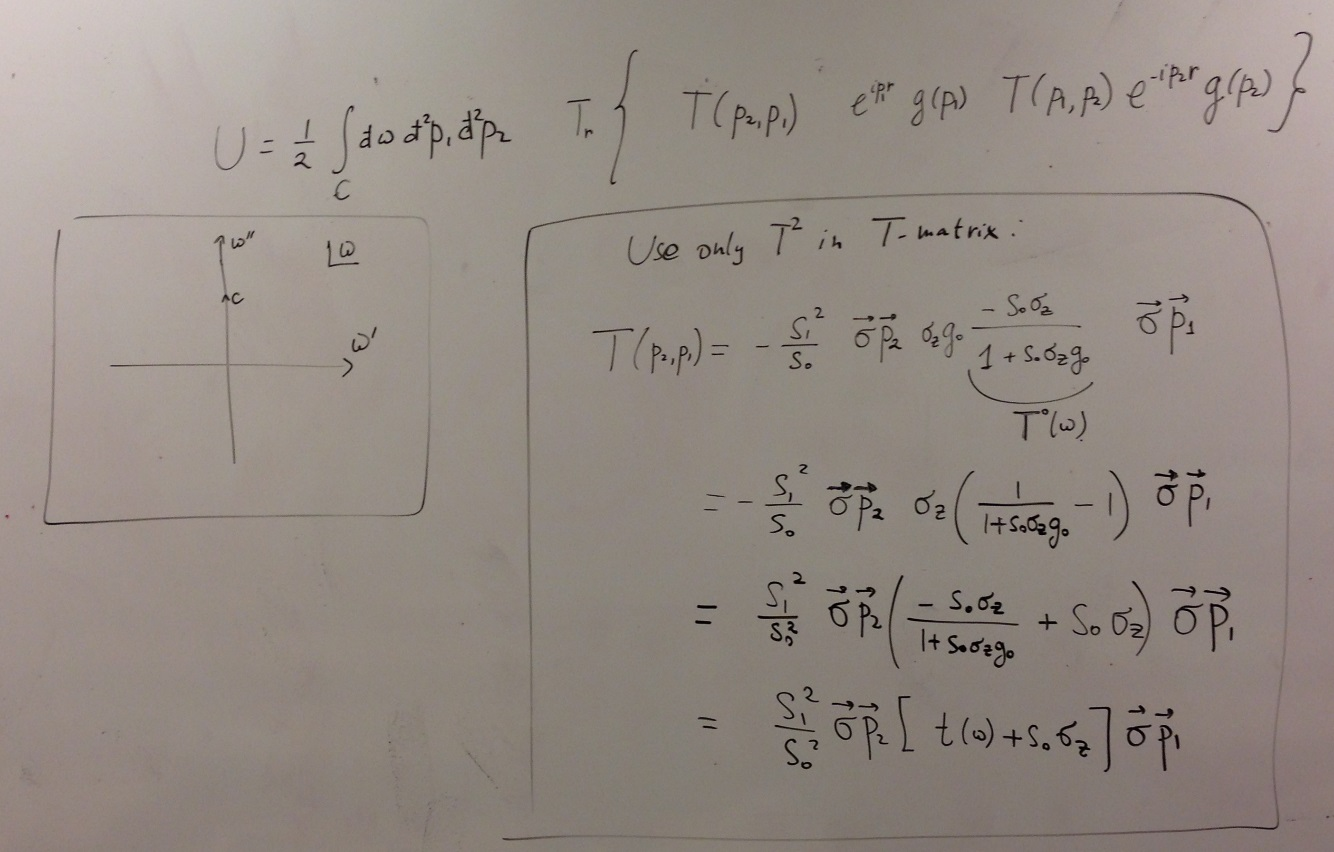 U = 1/2 ∫_C dω d²p₁ d²p₂ Tr { T(p₂,p₁) e^{ip₁r} g(p₁) T(p₁,p₂) e^{-ip₂r} g(p₂) }
ω''
ω
c
ω'
Use only T² in T-matrix:
T(p₂,p₁) = - S₁²/S₀ σ⃗p⃗₂ σ_z g₀ (-S₀σ_z)/(1 + S₀σ_z g₀) σ⃗p⃗₁
T°(ω)
= - S₁²/S₀ σ⃗p⃗₂ σ_z ( 1/(1+S₀σ_z g₀) - 1 ) σ⃗p⃗₁
= S₁²/S₀² σ⃗p⃗₂ ( (-S₀σ_z)/(1+S₀σ_z g₀) + S₀σ_z ) σ⃗p⃗₁
= S₁²/S₀² σ⃗p⃗₂ [ t(ω) + S₀σ_z ] σ⃗p⃗₁